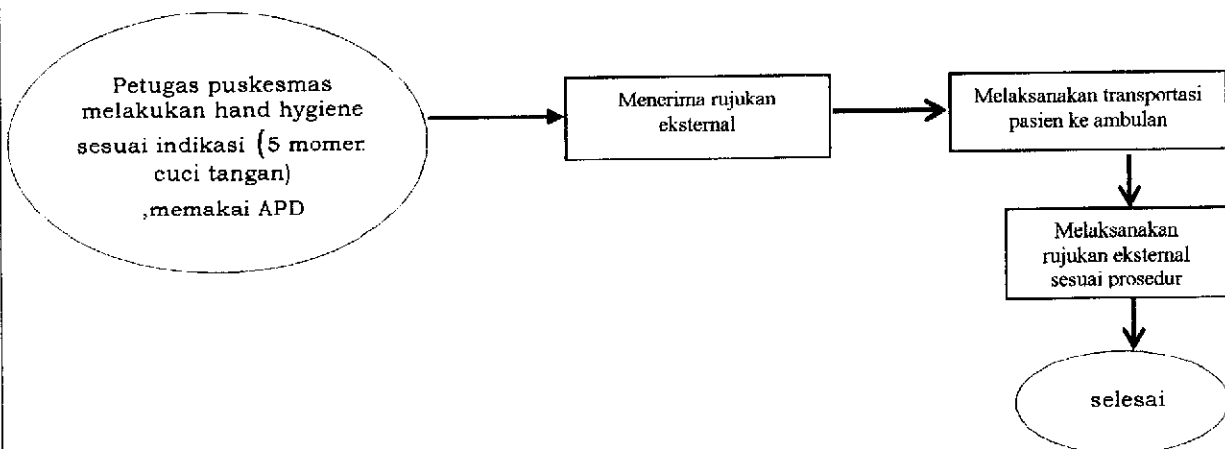 Petugas puskesmas
melakukan hand hygiene
sesuai indikasi (5 momen
cuci tangan)
,memakai APD
Menerima rujukan
eksternal
Melaksanakan transportasi
pasien ke ambulan
Melaksanakan
rujukan eksternal
sesuai prosedur
selesai